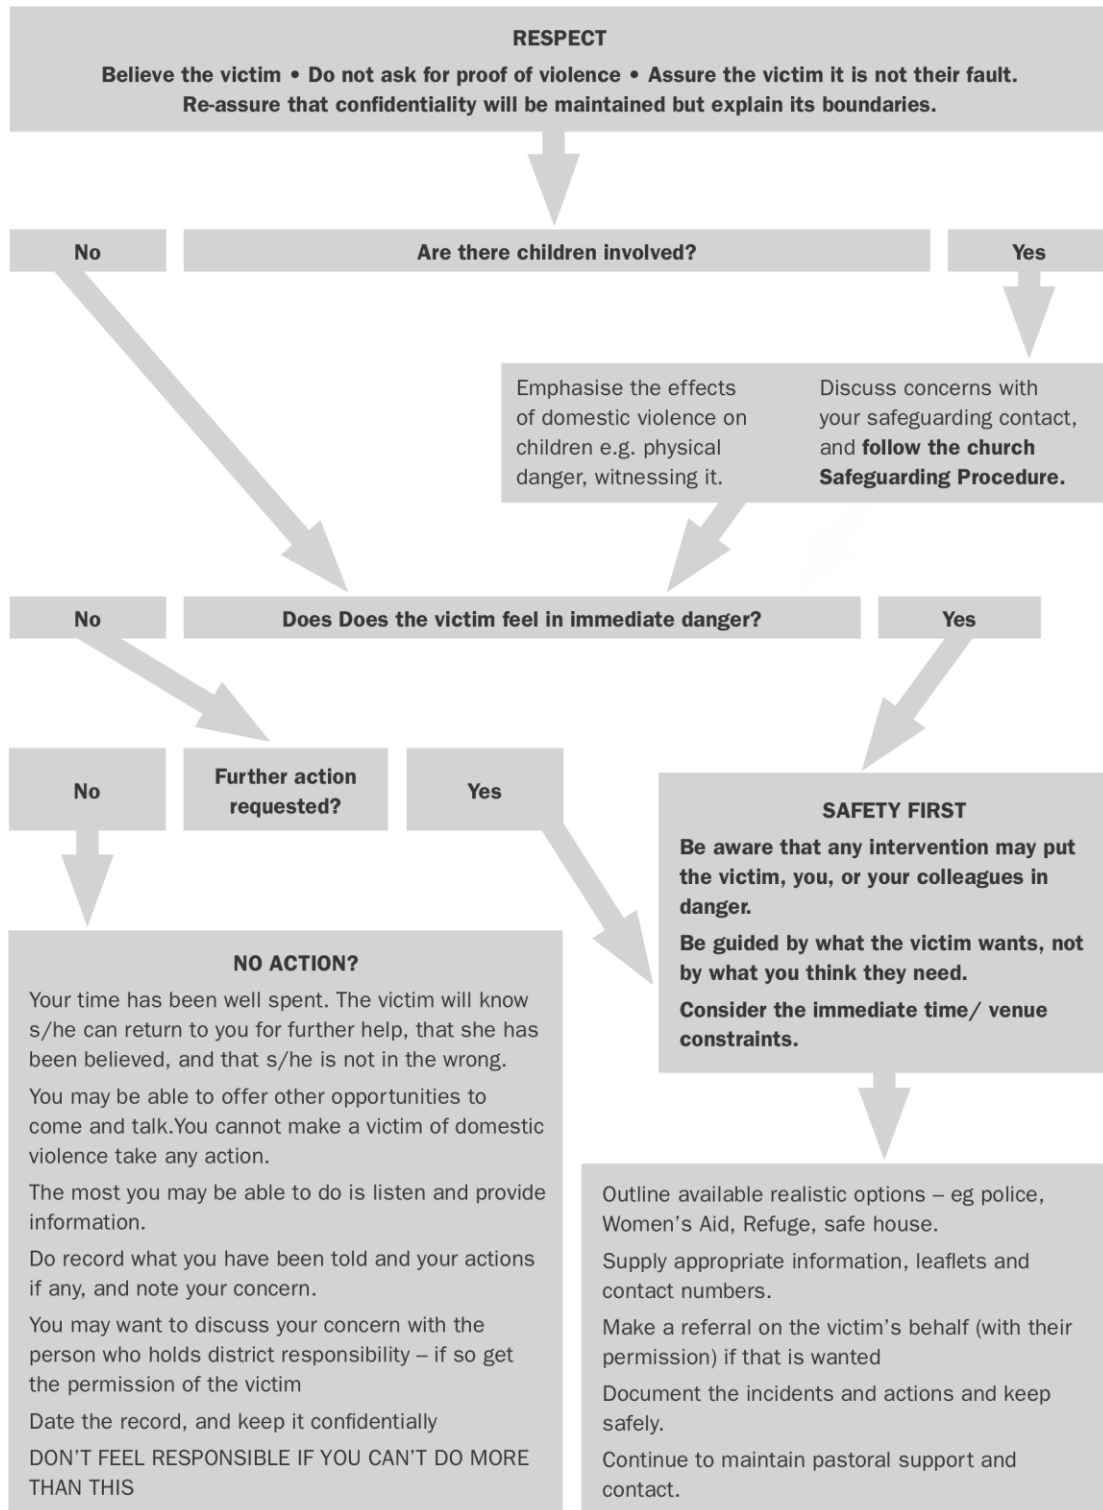 RESPECT
Believe the victim • Do not ask for proof of violence • Assure the victim it is not their fault.
Re-assure that confidentiality will be maintained but explain its boundaries.
No
Are there children involved?
Yes
Emphasise the effects
of domestic violence on
children e.g. physical
danger, witnessing it.
Discuss concerns with
your safeguarding contact,
and follow the church
Safeguarding Procedure.
No
Does Does the victim feel in immediate danger?
Yes
No
Further action
requested?
Yes
SAFETY FIRST
Be aware that any intervention may put
the victim, you, or your colleagues in
danger.
Be guided by what the victim wants, not
by what you think they need.
Consider the immediate time/ venue
constraints.
NO ACTION?
Your time has been well spent. The victim will know
s/he can return to you for further help, that she has
been believed, and that s/he is not in the wrong.
You may be able to offer other opportunities to
come and talk.You cannot make a victim of domestic
violence take any action.
The most you may be able to do is listen and provide
information.
Do record what you have been told and your actions
if any, and note your concern.
You may want to discuss your concern with the
person who holds district responsibility – if so get
the permission of the victim
Date the record, and keep it confidentially
DON'T FEEL RESPONSIBLE IF YOU CAN'T DO MORE
THAN THIS
Outline available realistic options – eg police,
Women's Aid, Refuge, safe house.
Supply appropriate information, leaflets and
contact numbers.
Make a referral on the victim's behalf (with their
permission) if that is wanted
Document the incidents and actions and keep
safely.
Continue to maintain pastoral support and
contact.